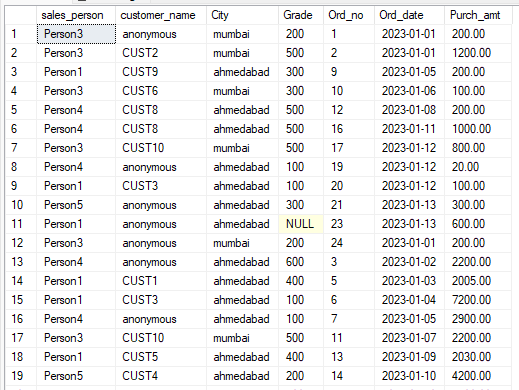 sales_person customer_name City Grade Ord_no Ord_date Purch_amt
1 Person3 anonymous mumbai 200 1 2023-01-01 200.00
2 Person3 CUST2 mumbai 500 2 2023-01-01 1200.00
3 Person1 CUST9 ahmedabad 300 9 2023-01-05 200.00
4 Person3 CUST6 mumbai 300 10 2023-01-06 100.00
5 Person4 CUST8 ahmedabad 500 12 2023-01-08 200.00
6 Person4 CUST8 ahmedabad 500 16 2023-01-11 1000.00
7 Person3 CUST10 mumbai 500 17 2023-01-12 800.00
8 Person4 anonymous ahmedabad 100 19 2023-01-12 20.00
9 Person1 CUST3 ahmedabad 100 20 2023-01-12 100.00
10 Person5 anonymous ahmedabad 300 21 2023-01-13 300.00
11 Person1 anonymous ahmedabad NULL 23 2023-01-13 600.00
12 Person3 anonymous mumbai 200 24 2023-01-01 200.00
13 Person4 anonymous ahmedabad 600 3 2023-01-02 2200.00
14 Person1 CUST1 ahmedabad 400 5 2023-01-03 2005.00
15 Person1 CUST3 ahmedabad 100 6 2023-01-04 7200.00
16 Person4 anonymous ahmedabad 100 7 2023-01-05 2900.00
17 Person3 CUST10 mumbai 500 11 2023-01-07 2200.00
18 Person1 CUST5 ahmedabad 400 13 2023-01-09 2030.00
19 Person5 CUST4 ahmedabad 200 14 2023-01-10 4200.00